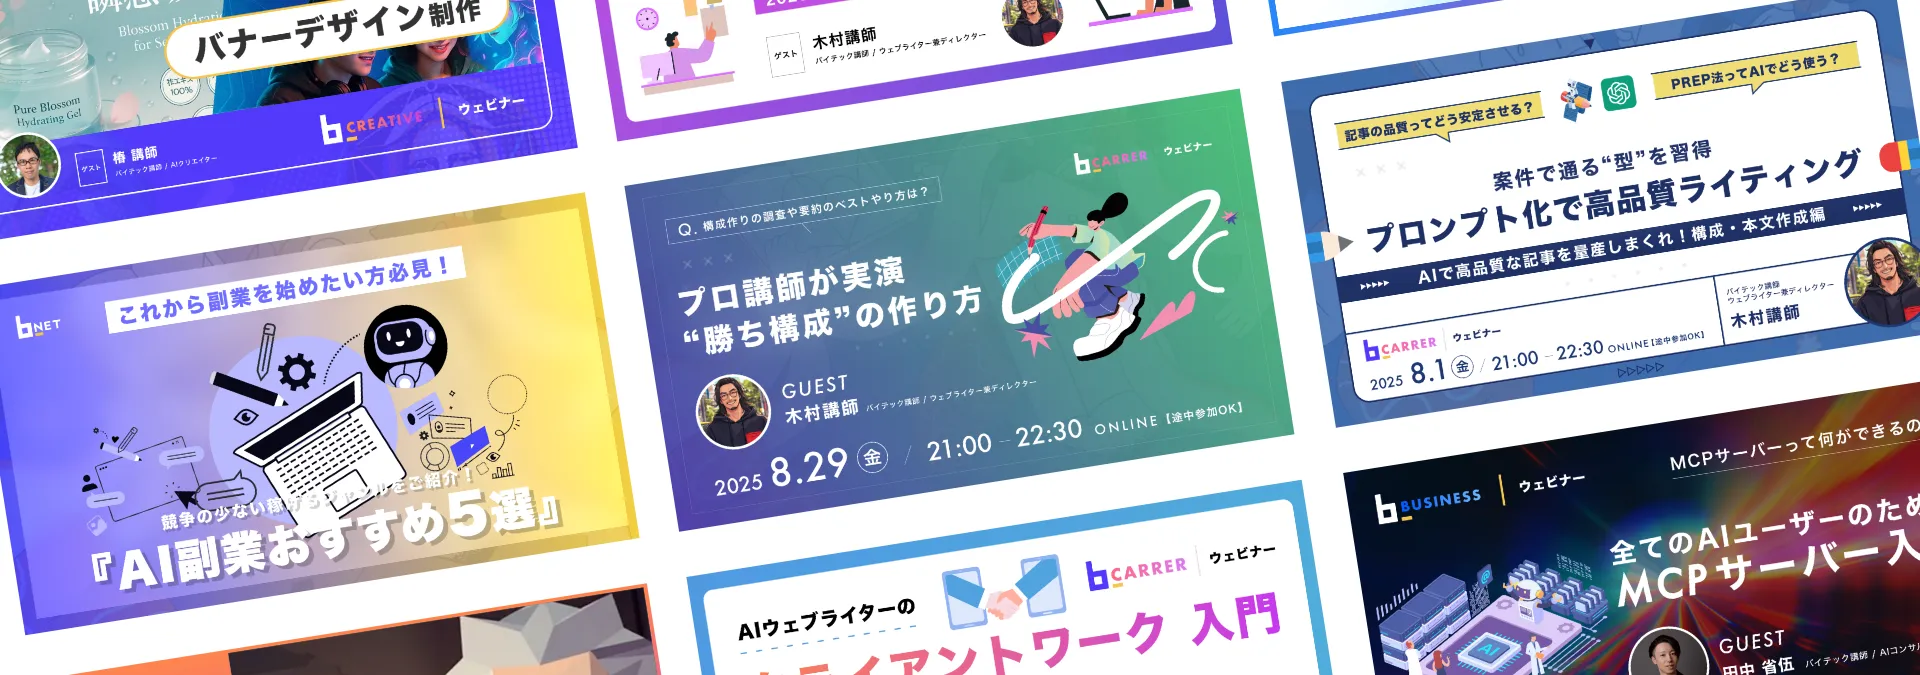 Blossom Hydrati
for Se
バナーデザイン制作
Pure Blossom
Hydrating Gel
100%
ゲスト
椿 講師
バイテック講師 / AIクリエイター
CREATIVE
ウェビナー
ゲスト
木村講師
バイテック講師 / ウェブライター兼ディレクター
これから副業を始めたい方必見！
NET
競争の少ない稼げるジャンルをご紹介！
『AI副業おすすめ5選』
CARRER ウェビナー
Q. 構成作りの調査や要約のベストやり方は？
プロ講師が実演
“勝ち構成”の作り方
GUEST
木村講師 バイテック講師 / ウェブライター兼ディレクター
2025 8.29 金 / 21:00 – 22:30 ONLINE【途中参加OK】
記事の品質ってどう安定させる？
PREP法ってAIでどう使う？
案件で通る“型”を習得
プロンプト化で高品質ライティング
AIで高品質な記事を量産しまくれ！構成・本文作成編
バイテック講師
ウェブライター兼ディレクター
木村講師
CARRER ウェビナー
2025 8.1 金 / 21:00 – 22:30 ONLINE【途中参加OK】
CARRER ウェビナー
AIウェブライターの
イアントワーク 入門
MCPサーバーって何ができるの
BUSINESS ウェビナー
全てのAIユーザーのため
MCPサーバー入
AI
GUEST
田中 省伍 バイテック講師 / AIコンサル